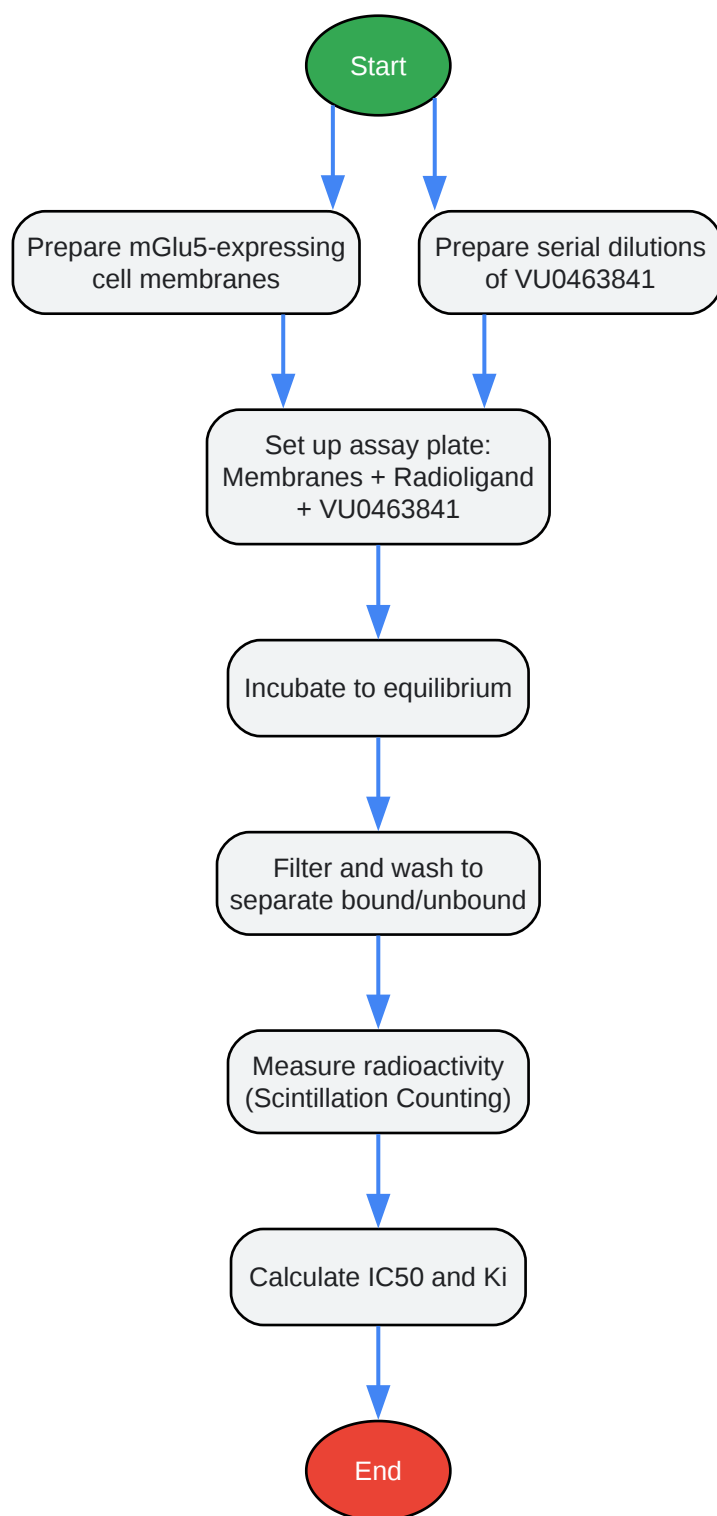 Start
Prepare mGlu5-expressing
cell membranes
Prepare serial dilutions
of VU0463841
Set up assay plate:
Membranes + Radioligand
+ VU0463841
Incubate to equilibrium
Filter and wash to
separate bound/unbound
Measure radioactivity
(Scintillation Counting)
Calculate IC50 and Ki
End